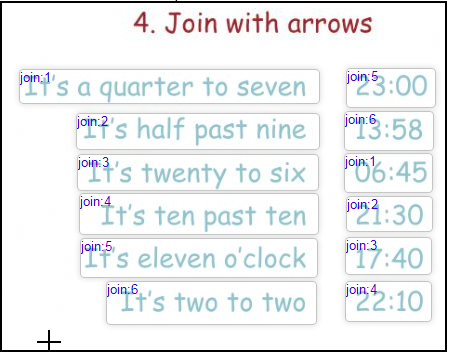 4. Join with arrows
join:1 It's a quarter to seven join:5 23:00
join:2 It's half past nine join:6 13:58
join:3 It's twenty to six join:1 06:45
join:4 It's ten past ten join:2 21:30
join:5 It's eleven o'clock join:3 17:40
join:6 It's two to two join:4 22:10